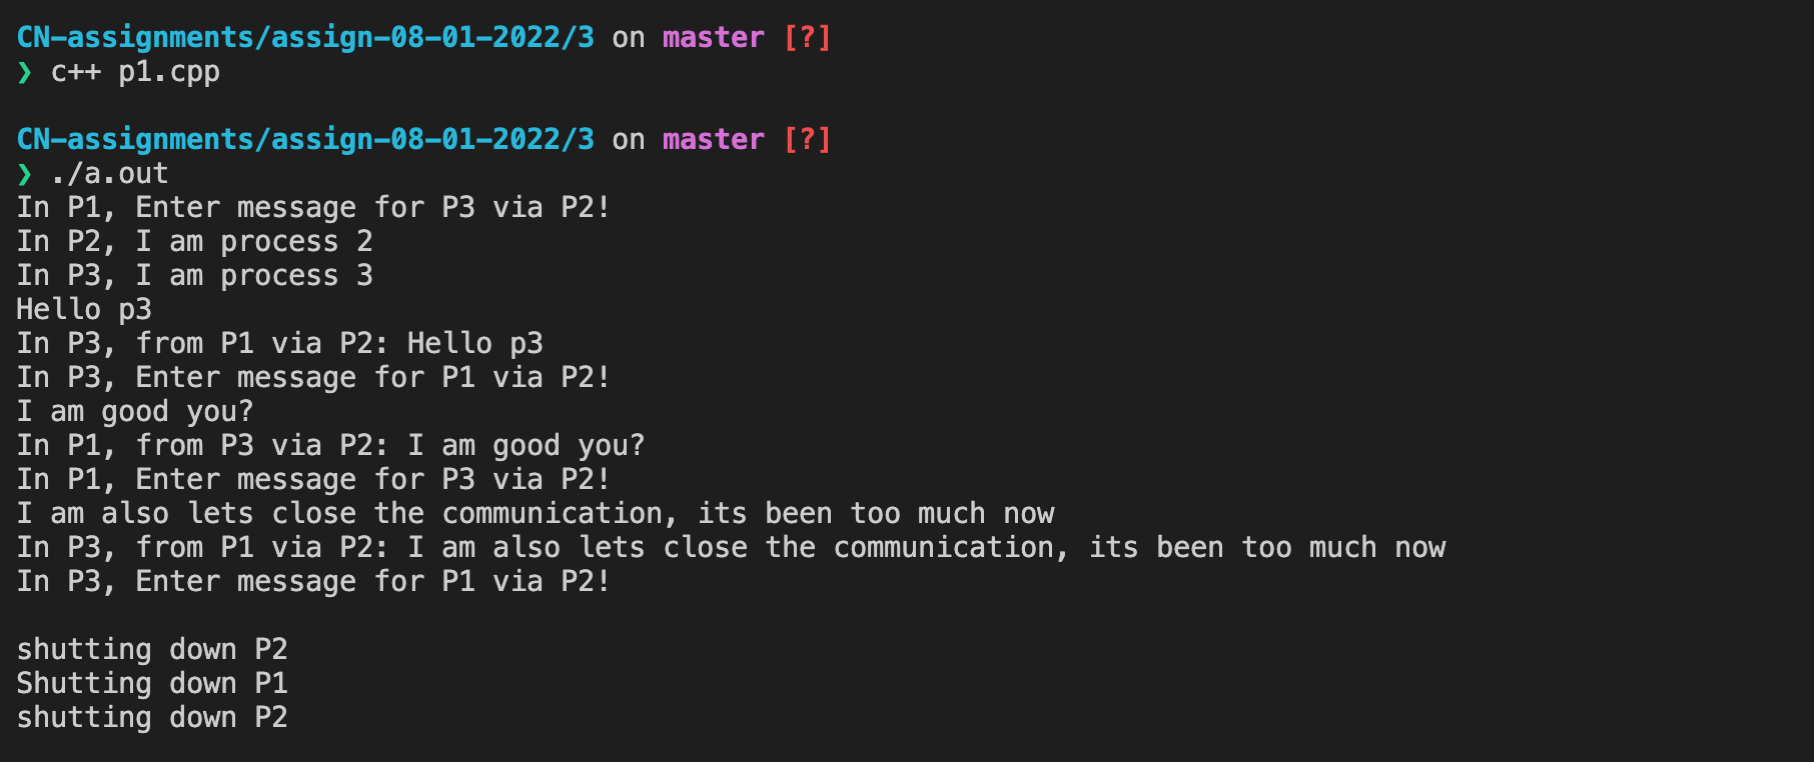 CN-assignments/assign-08-01-2022/3 on master [?]
❯ c++ p1.cpp
CN-assignments/assign-08-01-2022/3 on master [?]
❯ ./a.out
In P1, Enter message for P3 via P2!
In P2, I am process 2
In P3, I am process 3
Hello p3
In P3, from P1 via P2: Hello p3
In P3, Enter message for P1 via P2!
I am good you?
In P1, from P3 via P2: I am good you?
In P1, Enter message for P3 via P2!
I am also lets close the communication, its been too much now
In P3, from P1 via P2: I am also lets close the communication, its been too much now
In P3, Enter message for P1 via P2!
shutting down P2
Shutting down P1
shutting down P2